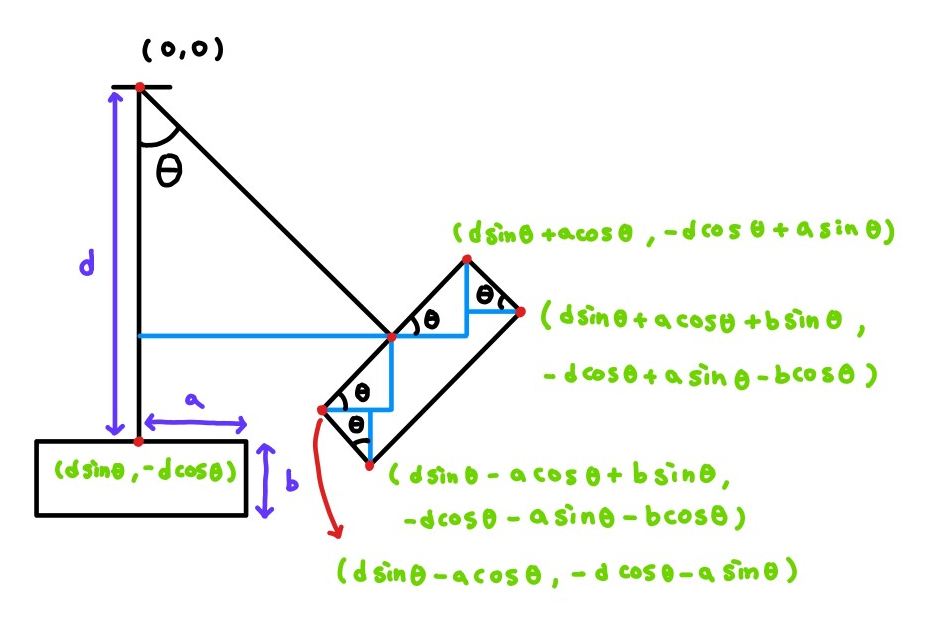 (0,0)
θ
d
(dsinθ+acosθ, -dcosθ+asinθ)
θ
θ
(dsinθ+acosθ+bsinθ,
-dcosθ+asinθ-bcosθ)
θ
a
θ
(dsinθ, -dcosθ)
b
(dsinθ-acosθ+bsinθ,
-dcosθ-asinθ-bcosθ)
(dsinθ-acosθ, -dcosθ-asinθ)